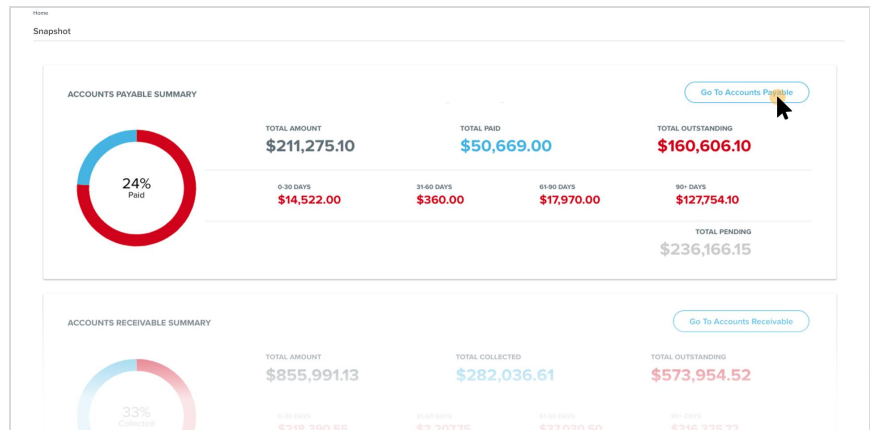 Home
Snapshot
ACCOUNTS PAYABLE SUMMARY
Go To Accounts Payable
TOTAL AMOUNT
$211,275.10
TOTAL PAID
$50,669.00
TOTAL OUTSTANDING
$160,606.10
24%
Paid
0-30 DAYS
$14,522.00
31-60 DAYS
$360.00
61-90 DAYS
$17,970.00
90+ DAYS
$127,754.10
TOTAL PENDING
$236,166.15
ACCOUNTS RECEIVABLE SUMMARY
Go To Accounts Receivable
TOTAL AMOUNT
$855,991.13
TOTAL COLLECTED
$282,036.61
TOTAL OUTSTANDING
$573,954.52
33%
Collected